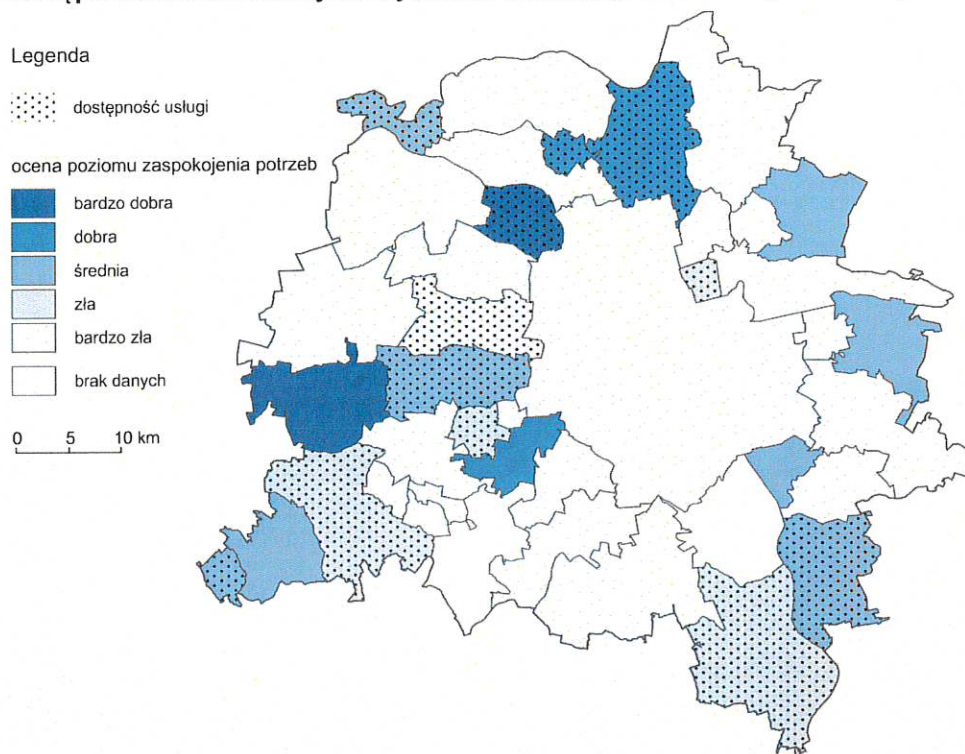 Legenda
dostępność usługi
ocena poziomu zaspokojenia potrzeb
bardzo dobra
dobra
średnia
zła
bardzo zła
brak danych
0 5 10 km